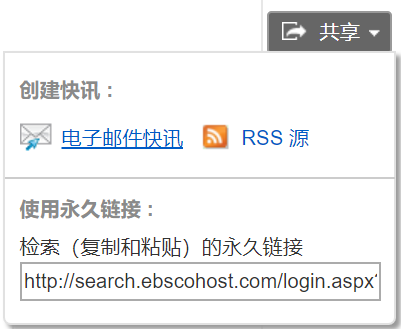 共享
创建快讯：
电子邮件快讯 RSS 源
使用永久链接：
检索（复制和粘贴）的永久链接
http://search.ebscohost.com/login.aspx?